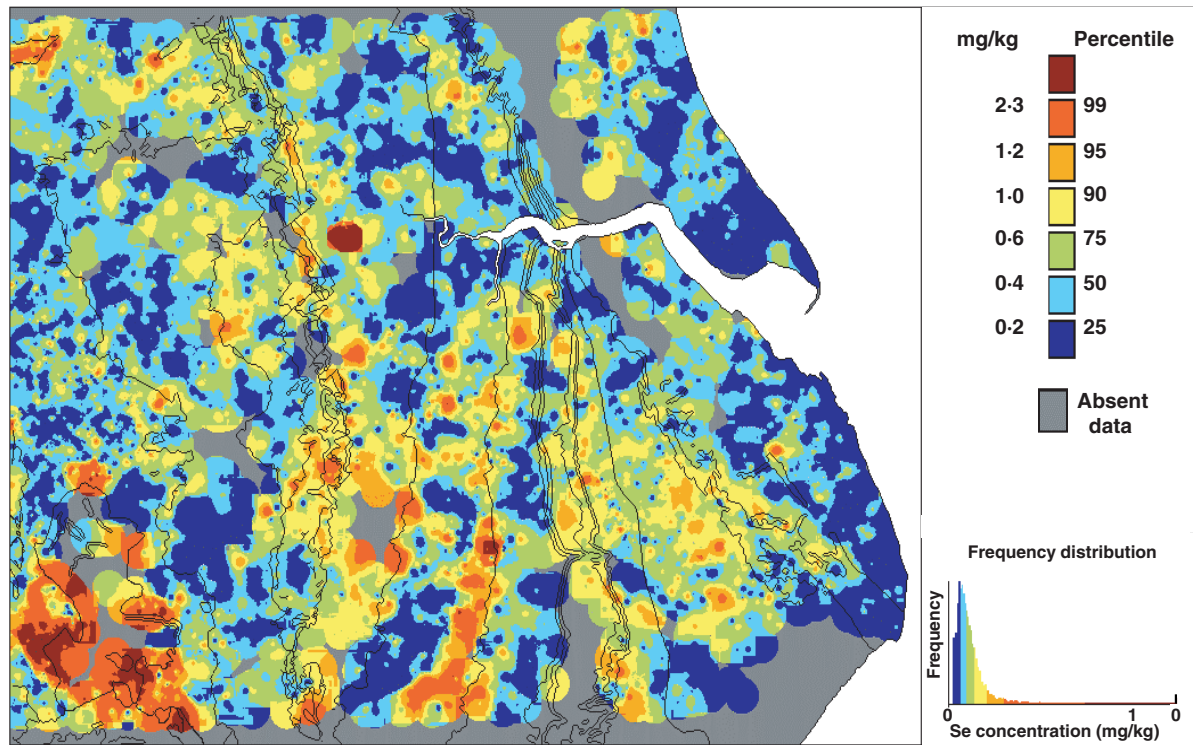 mg/kg Percentile
2·3 99
1·2 95
1·0 90
0·6 75
0·4 50
0·2 25
Absent
data
Frequency distribution
Frequency
0 1 0
Se concentration (mg/kg)